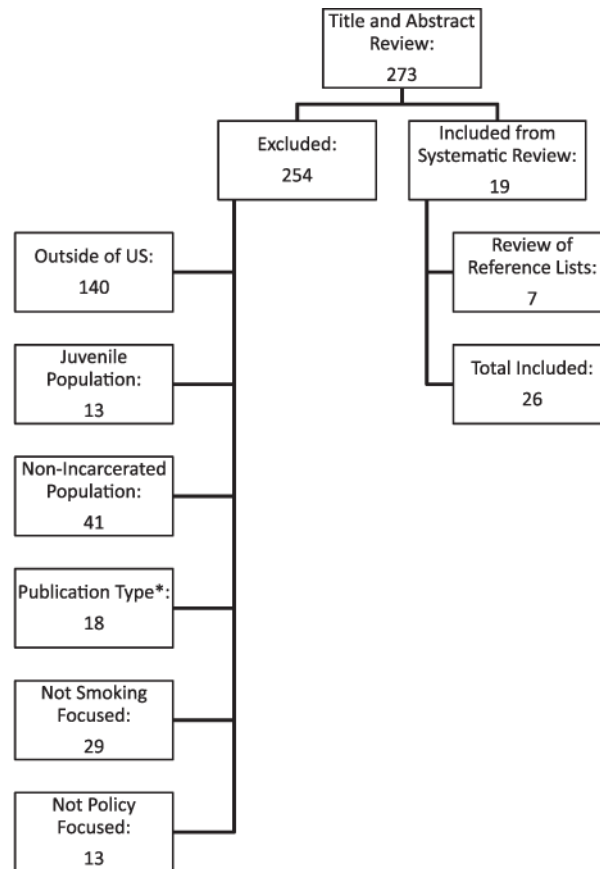 Title and Abstract
Review:
273
Excluded:
254
Included from
Systematic Review:
19
Outside of US:
140
Juvenile
Population:
13
Non-Incarcerated
Population:
41
Publication Type*:
18
Not Smoking
Focused:
29
Not Policy
Focused:
13
Review of
Reference Lists:
7
Total Included:
26